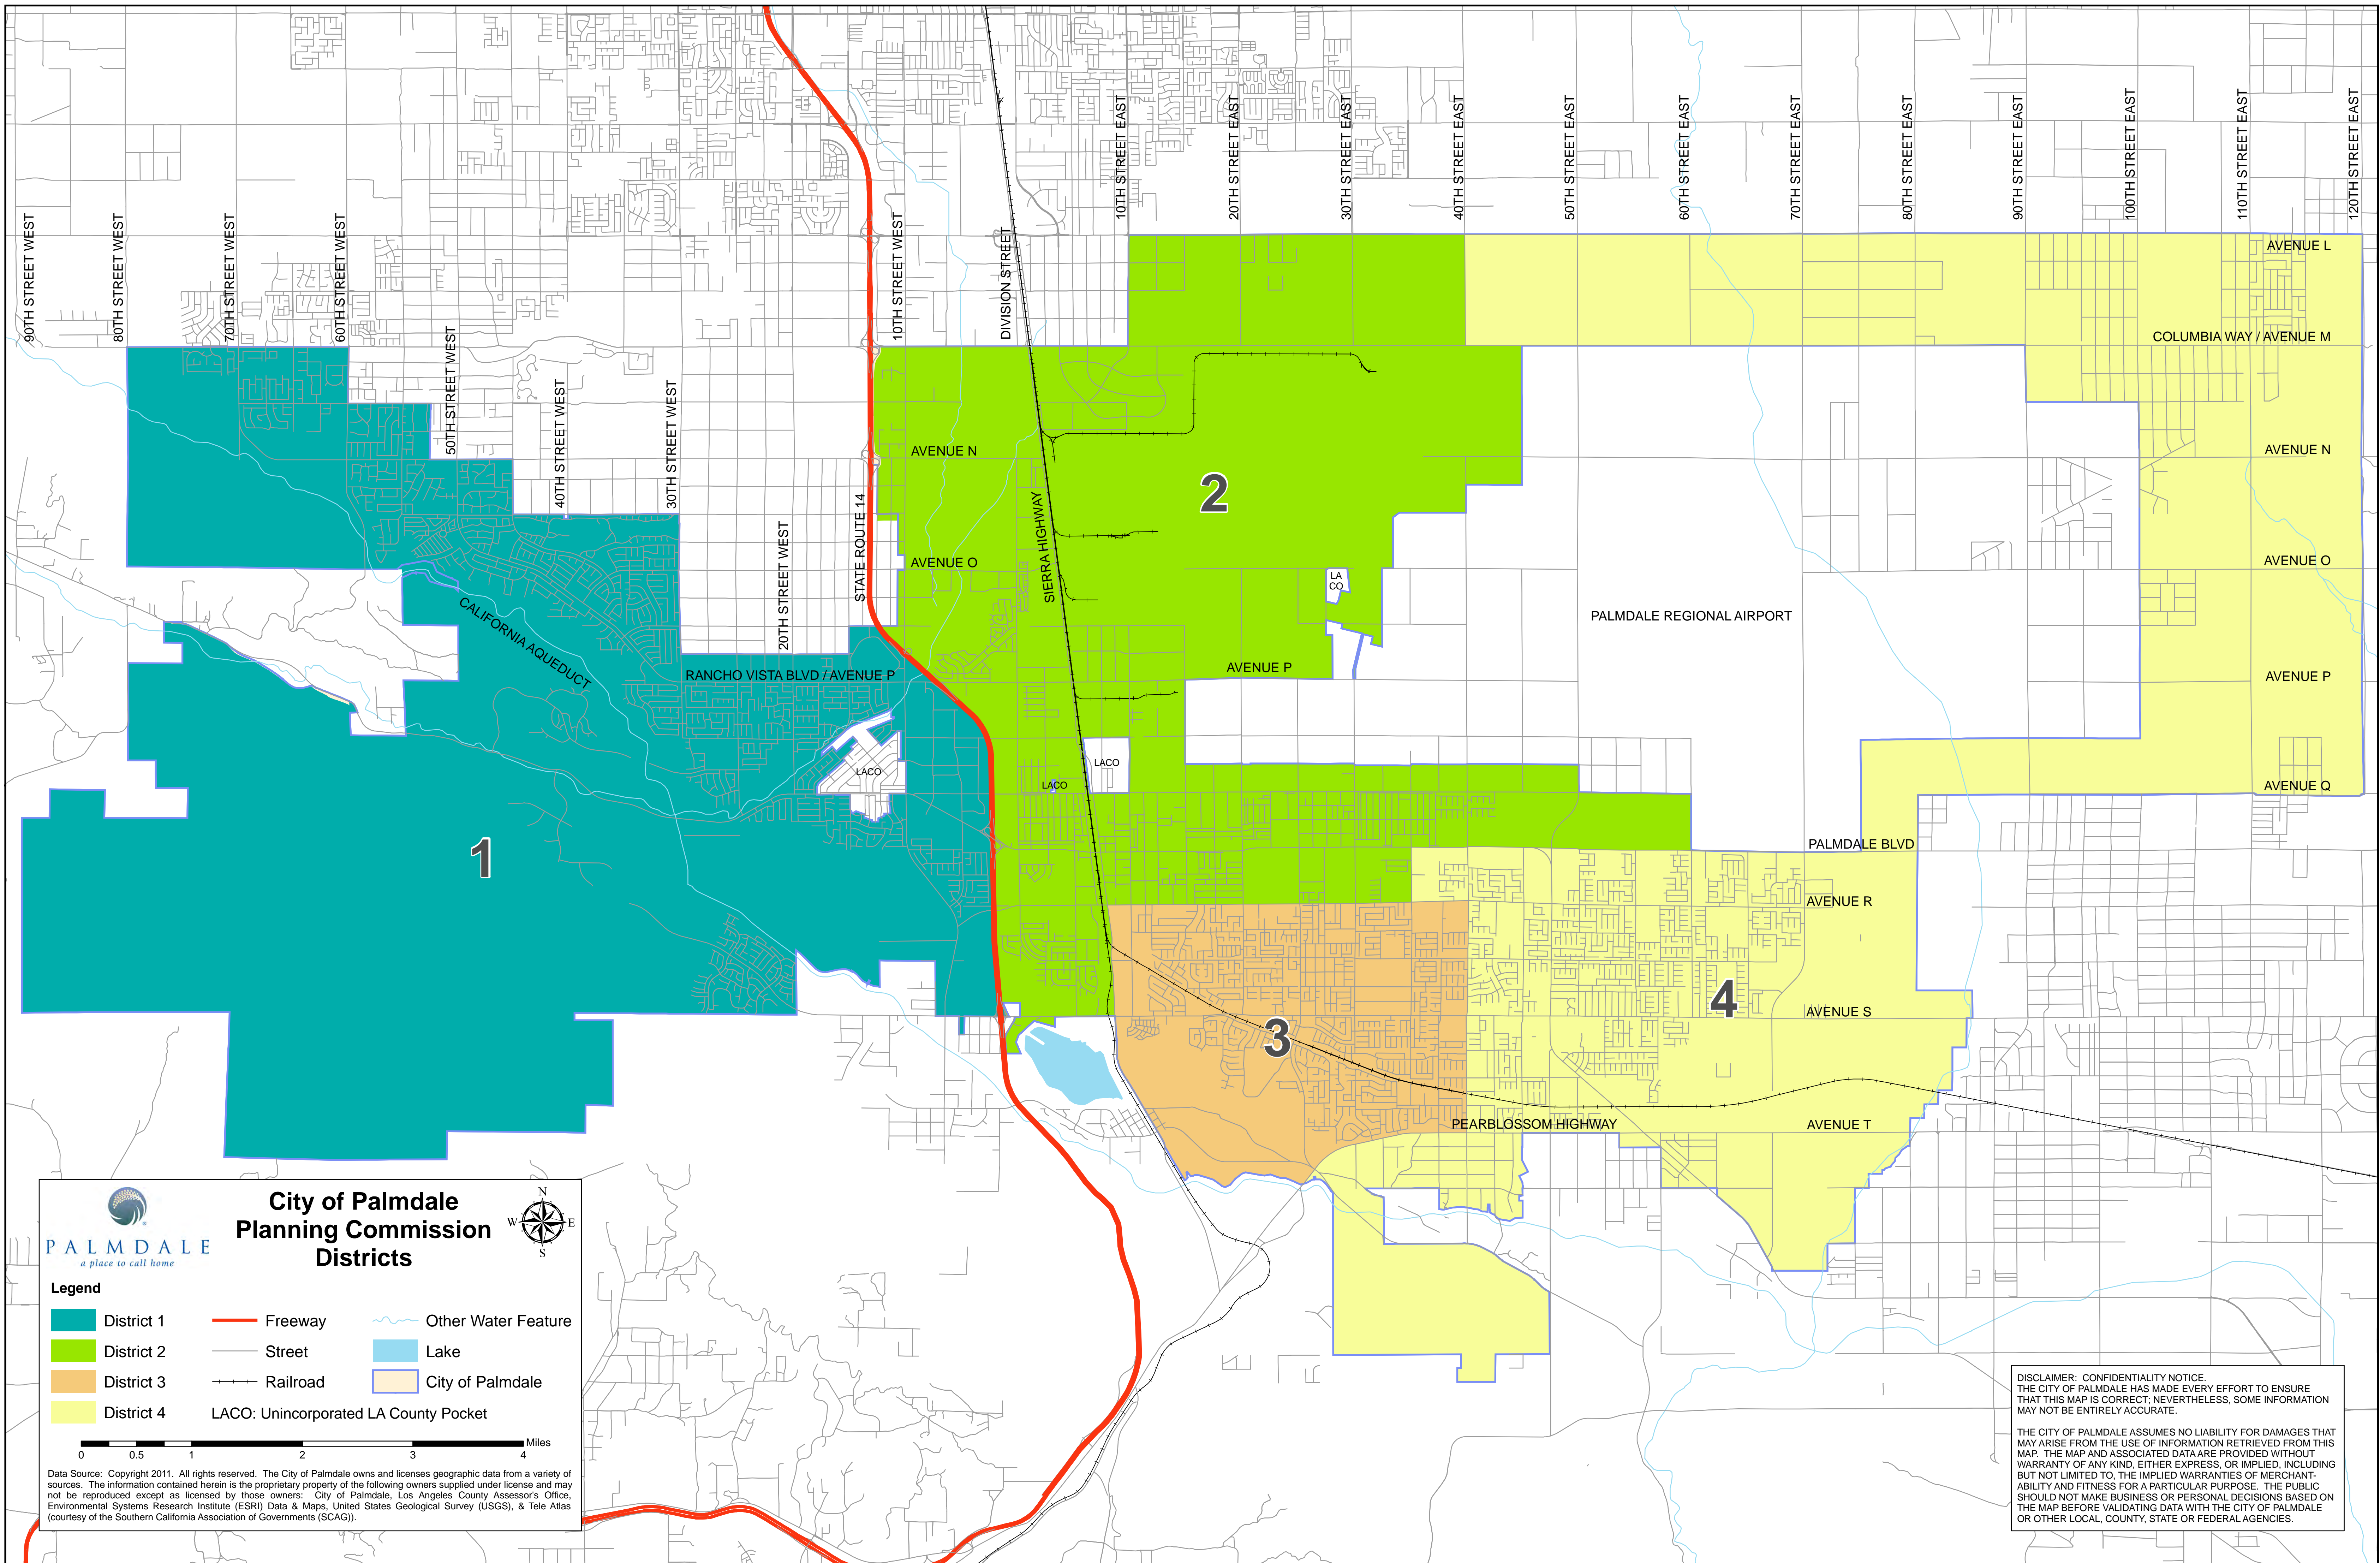 10TH STREET EAST
20TH STREET EAST
30TH STREET EAST
40TH STREET EAST
50TH STREET EAST
60TH STREET EAST
70TH STREET EAST
80TH STREET EAST
90TH STREET EAST
100TH STREET EAST
110TH STREET EAST
120TH STREET EAST
90TH STREET WEST
80TH STREET WEST
70TH STREET WEST
60TH STREET WEST
50TH STREET WEST
40TH STREET WEST
30TH STREET WEST
20TH STREET WEST
STATE ROUTE 14
10TH STREET WEST
DIVISION STREET
SIERRA HIGHWAY
AVENUE L
COLUMBIA WAY / AVENUE M
AVENUE N
AVENUE N
2
AVENUE O
AVENUE O
LA
CO
CALIFORNIA AQUEDUCT
PALMDALE REGIONAL AIRPORT
RANCHO VISTA BLVD / AVENUE P
AVENUE P
AVENUE P
LACO
LACO
LACO
AVENUE Q
1
PALMDALE BLVD
AVENUE R
4
AVENUE S
3
PEARBLOSSOM HIGHWAY
AVENUE T
PALMDALE
a place to call home
City of Palmdale
Planning Commission
Districts
N
W
E
S
Legend
District 1
Freeway
Other Water Feature
District 2
Street
Lake
District 3
Railroad
City of Palmdale
District 4
LACO: Unincorporated LA County Pocket
Miles
0 0.5 1 2 3 4
Data Source: Copyright 2011. All rights reserved. The City of Palmdale owns and licenses geographic data from a variety of
sources. The information contained herein is the proprietary property of the following owners supplied under license and may
not be reproduced except as licensed by those owners: City of Palmdale, Los Angeles County Assessor's Office,
Environmental Systems Research Institute (ESRI) Data & Maps, United States Geological Survey (USGS), & Tele Atlas
(courtesy of the Southern California Association of Governments (SCAG)).
DISCLAIMER: CONFIDENTIALITY NOTICE.
THE CITY OF PALMDALE HAS MADE EVERY EFFORT TO ENSURE
THAT THIS MAP IS CORRECT; NEVERTHELESS, SOME INFORMATION
MAY NOT BE ENTIRELY ACCURATE.
THE CITY OF PALMDALE ASSUMES NO LIABILITY FOR DAMAGES THAT
MAY ARISE FROM THE USE OF INFORMATION RETRIEVED FROM THIS
MAP. THE MAP AND ASSOCIATED DATA ARE PROVIDED WITHOUT
WARRANTY OF ANY KIND, EITHER EXPRESS, OR IMPLIED, INCLUDING
BUT NOT LIMITED TO, THE IMPLIED WARRANTIES OF MERCHANT-
ABILITY AND FITNESS FOR A PARTICULAR PURPOSE. THE PUBLIC
SHOULD NOT MAKE BUSINESS OR PERSONAL DECISIONS BASED ON
THE MAP BEFORE VALIDATING DATA WITH THE CITY OF PALMDALE
OR OTHER LOCAL, COUNTY, STATE OR FEDERAL AGENCIES.